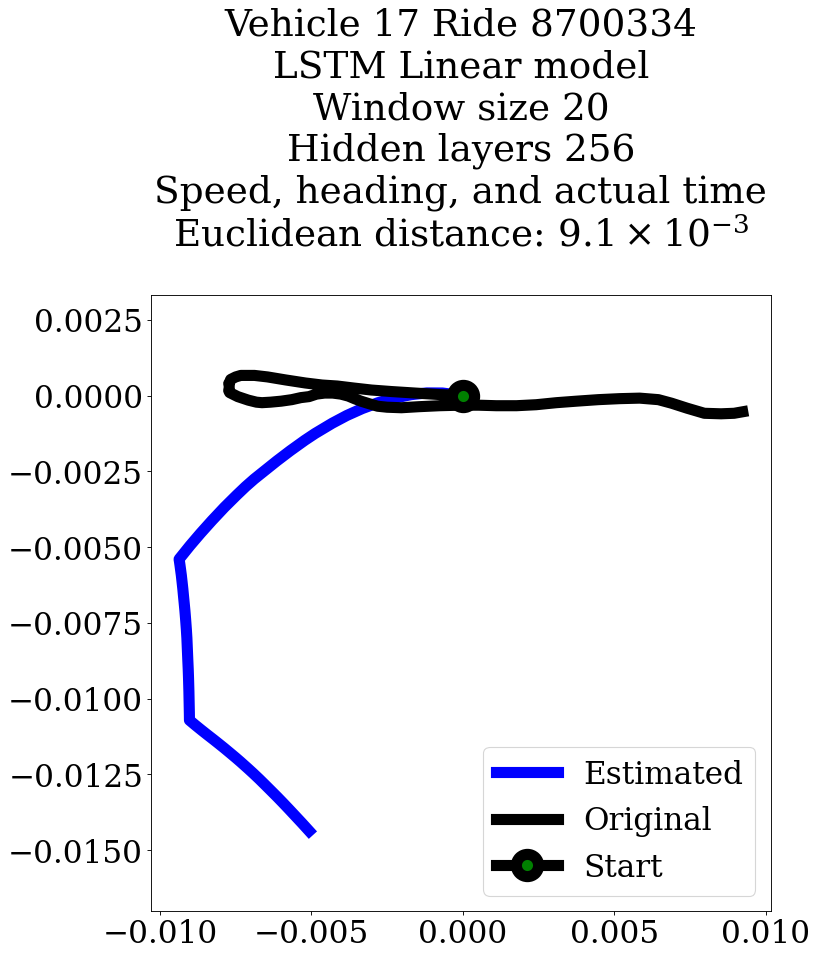 Vehicle 17 Ride 8700334
LSTM Linear model
Window size 20
Hidden layers 256
Speed, heading, and actual time
Euclidean distance: 9.1 × 10⁻³
0.0025
0.0000
−0.0025
−0.0050
−0.0075
−0.0100
−0.0125
−0.0150
Estimated
Original
Start
−0.010 −0.005 0.000 0.005 0.010